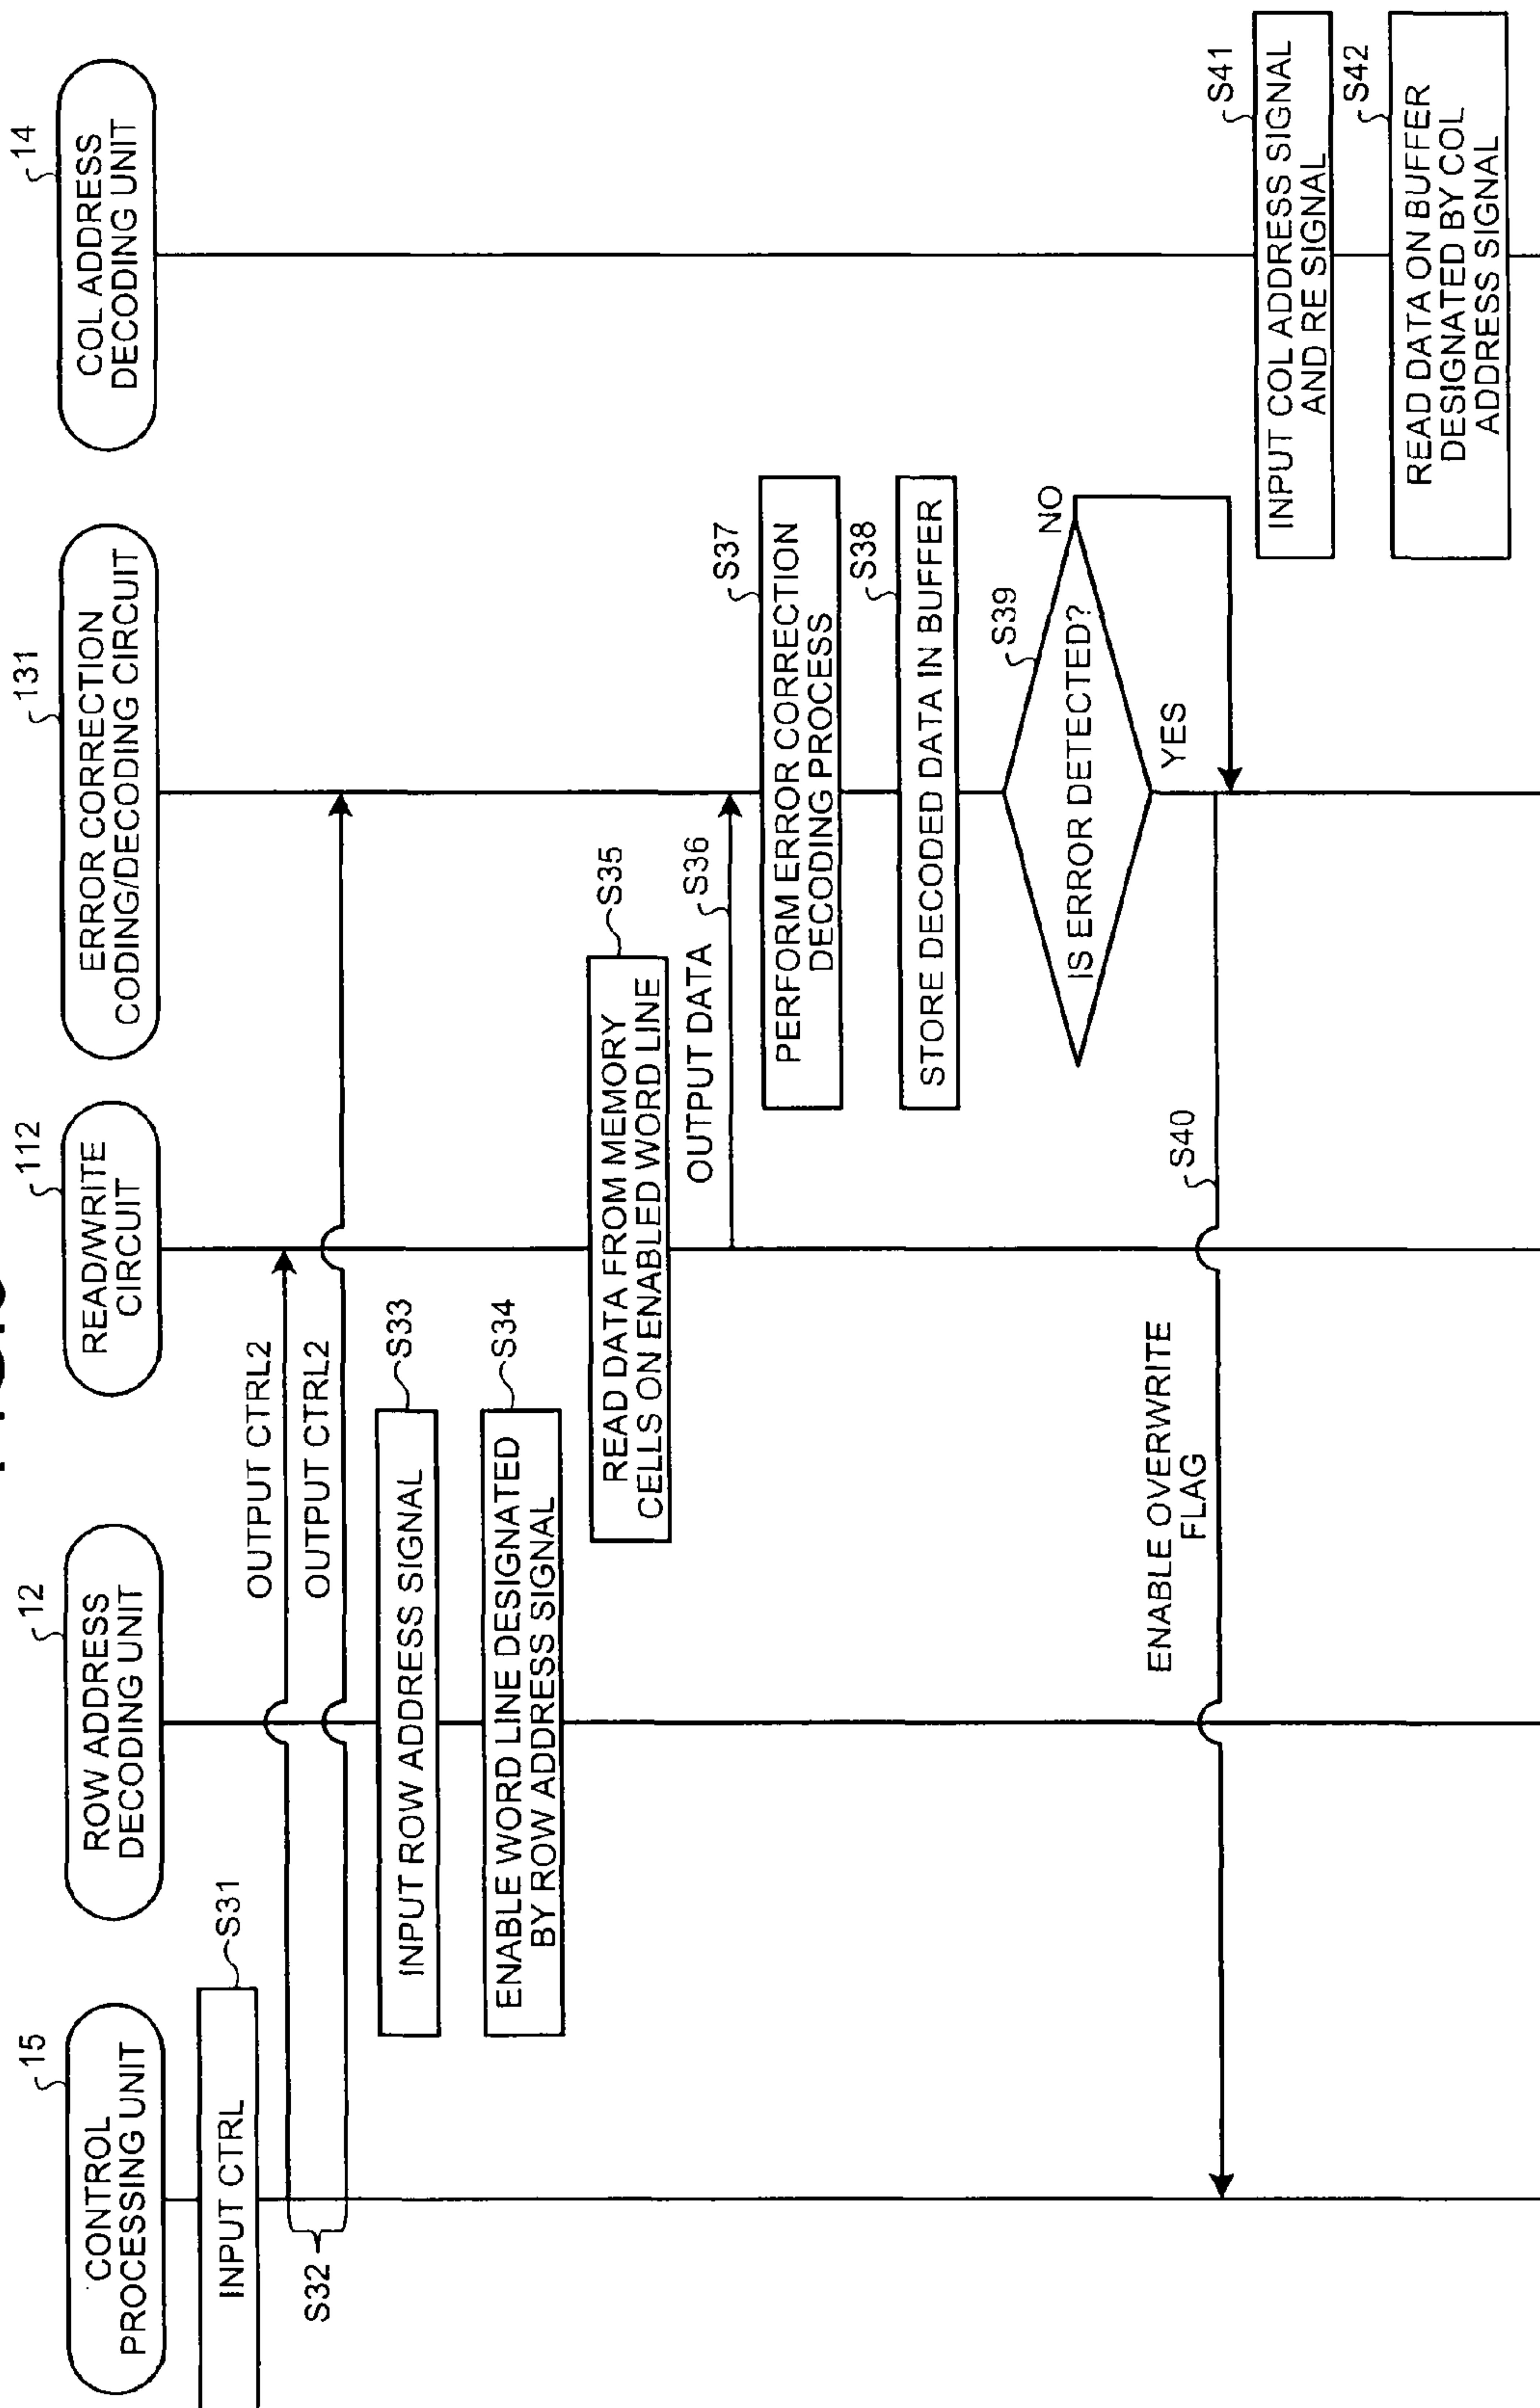 15
CONTROL
PROCESSING UNIT
12
ROW ADDRESS
DECODING UNIT
112
READ/WRITE
CIRCUIT
131
ERROR CORRECTION
CODING/DECODING CIRCUIT
14
COL ADDRESS
DECODING UNIT
S31
INPUT CTRL
OUTPUT CTRL2
OUTPUT CTRL2
S32
S33
INPUT ROW ADDRESS SIGNAL
S34
ENABLE WORD LINE DESIGNATED
BY ROW ADDRESS SIGNAL
S35
READ DATA FROM MEMORY
CELLS ON ENABLED WORD LINE
OUTPUT DATA
S36
S37
PERFORM ERROR CORRECTION
DECODING PROCESS
S38
STORE DECODED DATA IN BUFFER
S39
IS ERROR DETECTED?
NO
YES
S40
ENABLE OVERWRITE
FLAG
S41
INPUT COL ADDRESS SIGNAL
AND RE SIGNAL
S42
READ DATA ON BUFFER
DESIGNATED BY COL
ADDRESS SIGNAL